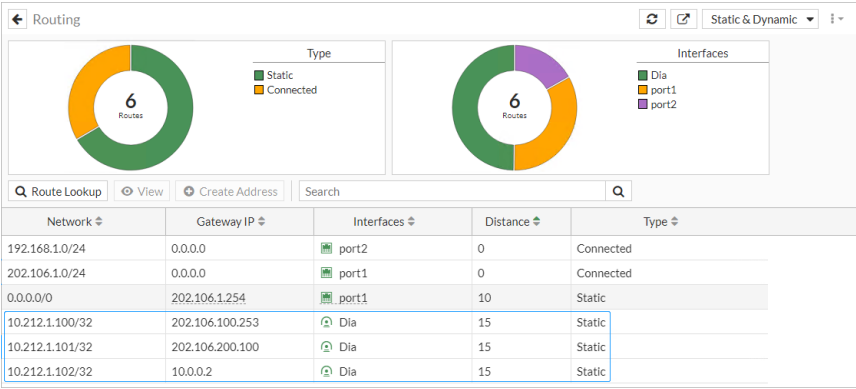 Routing
Static & Dynamic
Type
6
Routes
Static
Connected
Interfaces
6
Routes
Dia
port1
port2
Route Lookup View Create Address Search
Network Gateway IP Interfaces Distance Type
192.168.1.0/24 0.0.0.0 port2 0 Connected
202.106.1.0/24 0.0.0.0 port1 0 Connected
0.0.0.0/0 202.106.1.254 port1 10 Static
10.212.1.100/32 202.106.100.253 Dia 15 Static
10.212.1.101/32 202.106.200.100 Dia 15 Static
10.212.1.102/32 10.0.0.2 Dia 15 Static